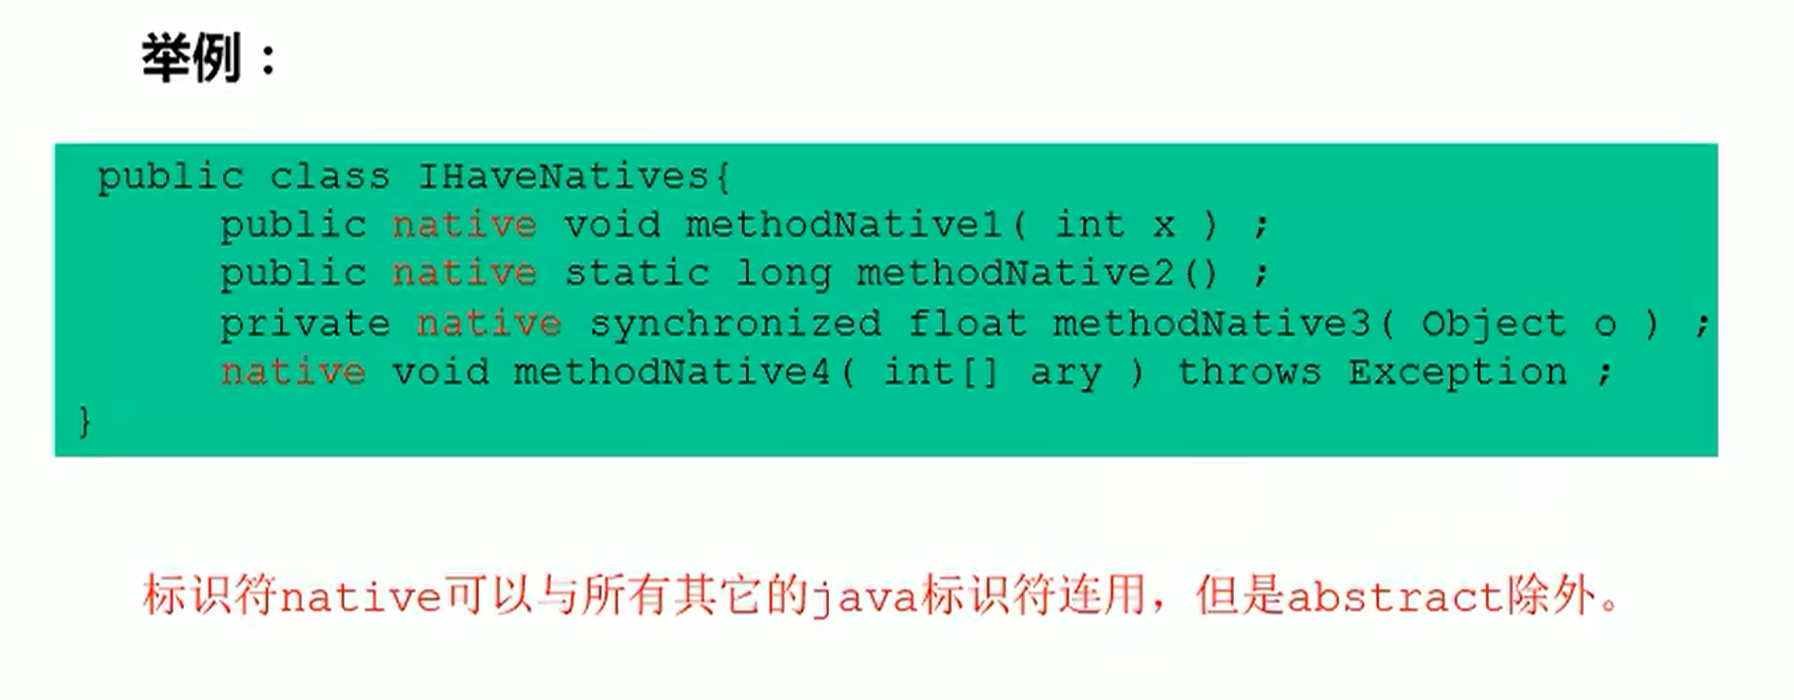 举例：
public class IHaveNatives{
public native void methodNative1( int x ) ;
public native static long methodNative2() ;
private native synchronized float methodNative3( Object o ) ;
native void methodNative4( int[] ary ) throws Exception ;
}
标识符native可以与所有其它的java标识符连用，但是abstract除外。